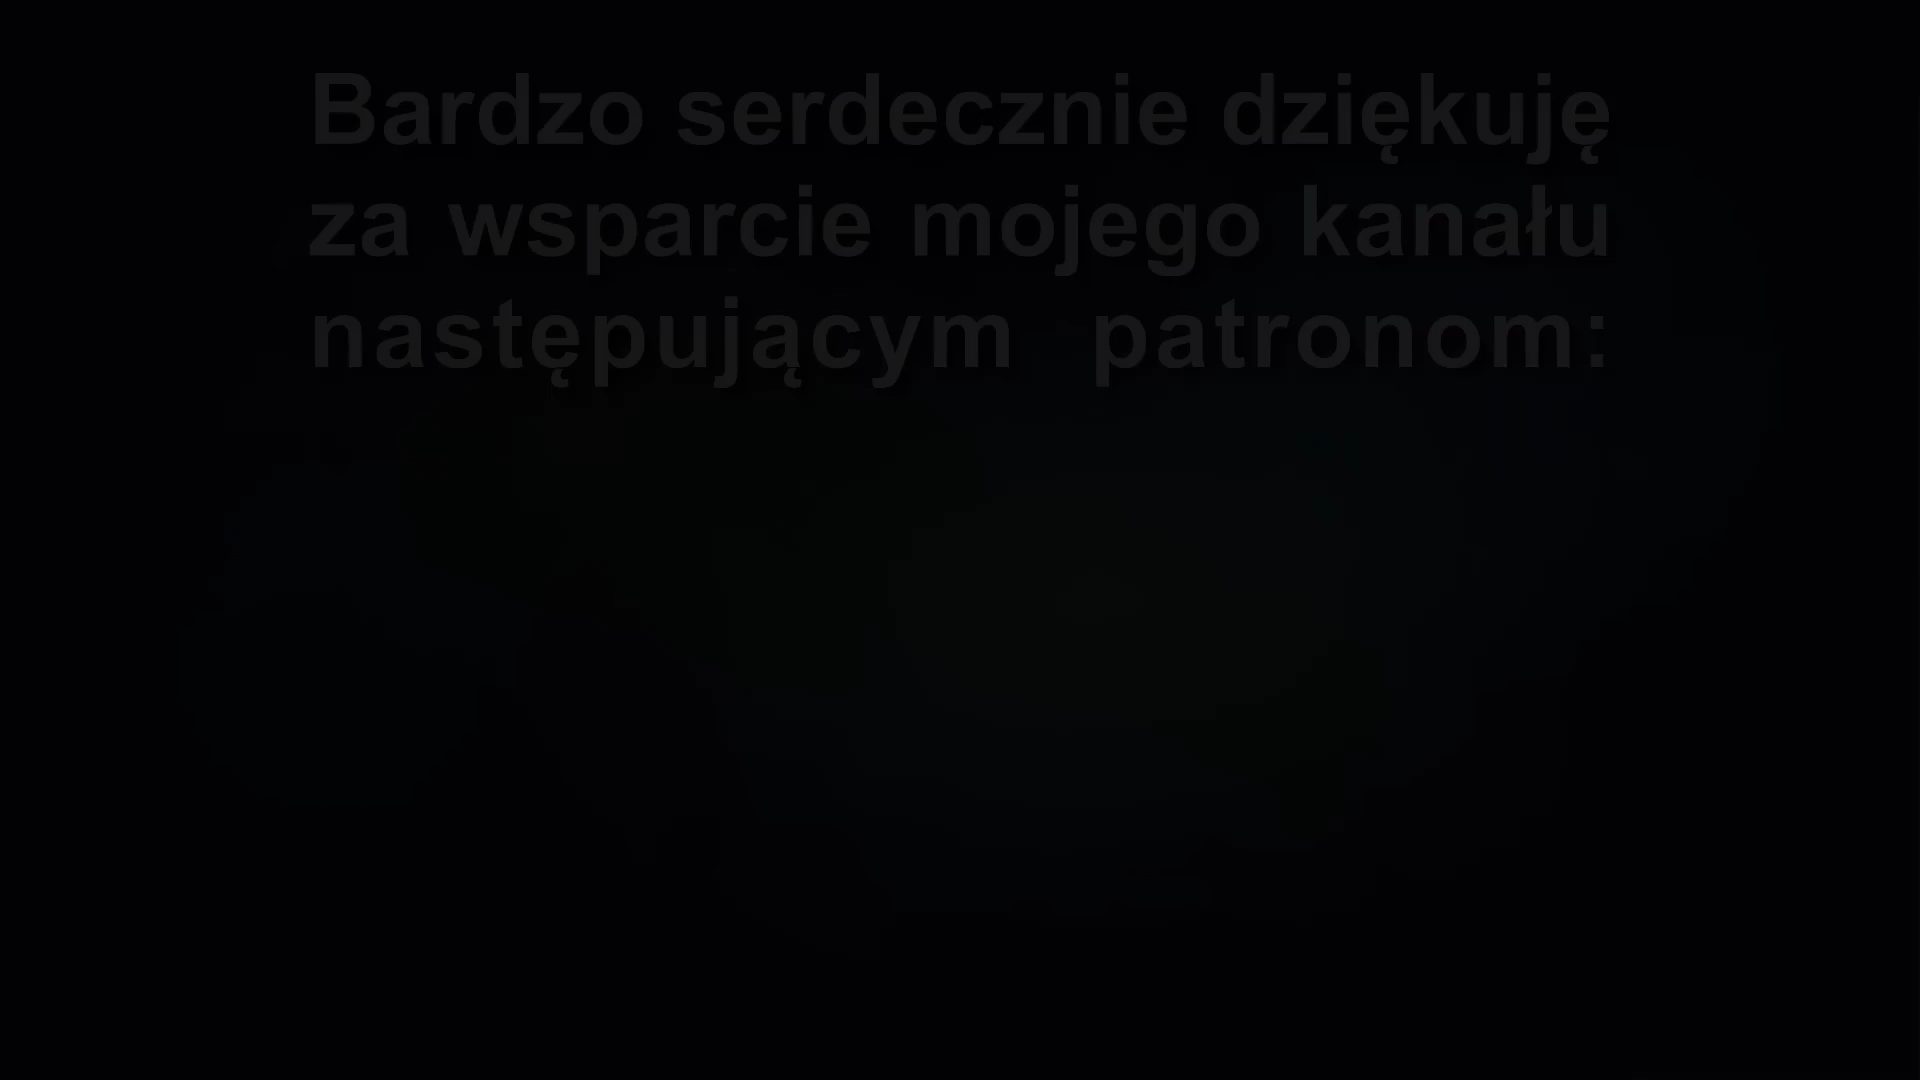 Bardzo serdecznie dziękuję
za wsparcie mojego kanału
następującym patronom: